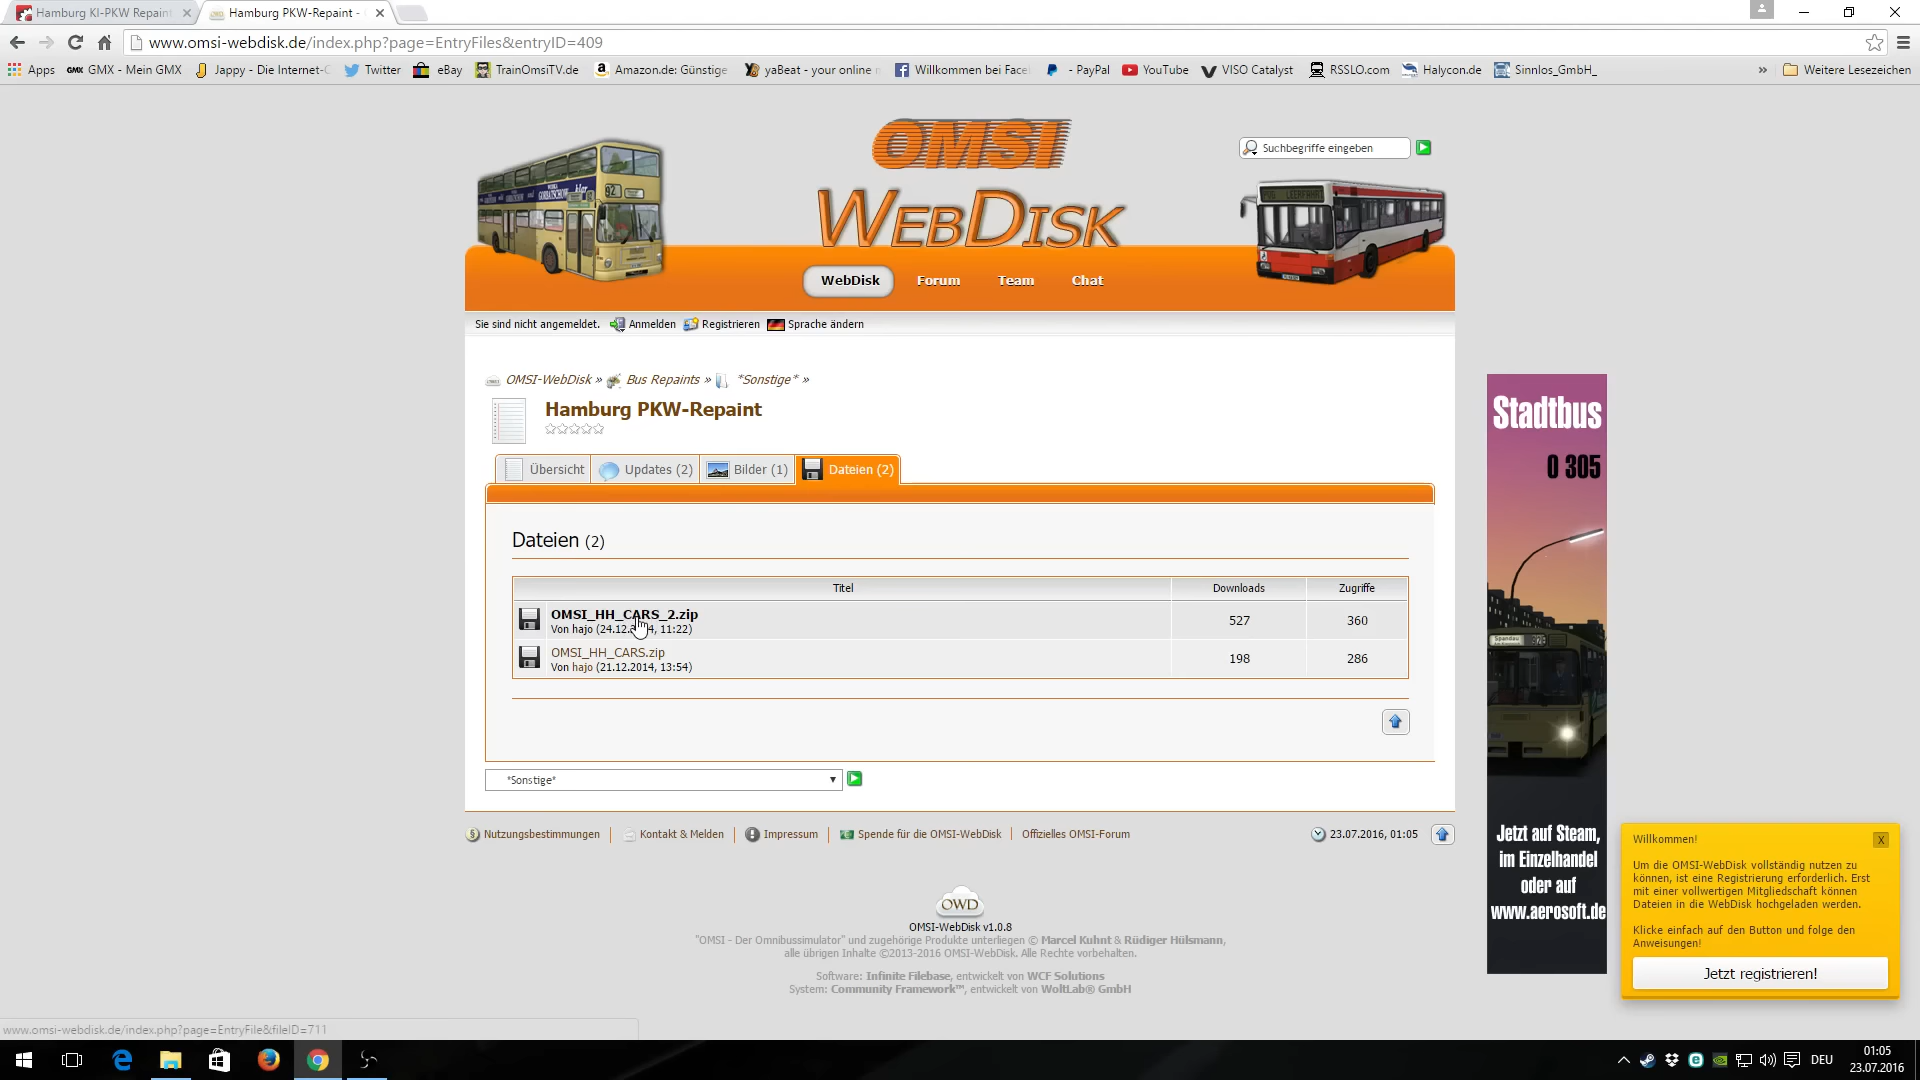 Hamburg KI-PKW Repaint
Hamburg PKW-Repaint -
www.omsi-webdisk.de/index.php?page=EntryFiles&entryID=409
Apps
GMX GMX - Mein GMX
Jappy - Die Internet-C
Twitter
eBay
TrainOmsiTV.de
Amazon.de: Günstige
yaBeat - your online
Willkommen bei Face
- PayPal
YouTube
VISO Catalyst
RSSLO.com
Halycon.de
Sinnlos_GmbH_
»
Weitere Lesezeichen
OMSI
WEBDISK
92
Suchbegriffe eingeben
WebDisk
Forum
Team
Chat
Sie sind nicht angemeldet.
Anmelden
Registrieren
Sprache ändern
OMSI-WebDisk » Bus Repaints » *Sonstige* »
Hamburg PKW-Repaint
Übersicht
Updates (2)
Bilder (1)
Dateien (2)
Dateien (2)
Titel
Downloads
Zugriffe
OMSI_HH_CARS_2.zip
527
360
Von hajo (24.12.2014, 11:22)
OMSI_HH_CARS.zip
198
286
Von hajo (21.12.2014, 13:54)
*Sonstige*
Stadtbus
O 305
Spandau
Jetzt auf Steam,
im Einzelhandel
oder auf
www.aerosoft.de
Nutzungsbestimmungen
Kontakt & Melden
Impressum
Spende für die OMSI-WebDisk
Offizielles OMSI-Forum
23.07.2016, 01:05
OWD
OMSI-WebDisk v1.0.8
"OMSI - Der Omnibussimulator" und zugehörige Produkte unterliegen © Marcel Kuhnt & Rüdiger Hülsmann,
alle übrigen Inhalte ©2013-2016 OMSI-WebDisk. Alle Rechte vorbehalten.
Software: Infinite Filebase, entwickelt von WCF Solutions
System: Community Framework™, entwickelt von WoltLab® GmbH
Willkommen!
X
Um die OMSI-WebDisk vollständig nutzen zu
können, ist eine Registrierung erforderlich. Erst
mit einer vollwertigen Mitgliedschaft können
Dateien in die WebDisk hochgeladen werden.
Klicke einfach auf den Button und folge den
Anweisungen!
Jetzt registrieren!
www.omsi-webdisk.de/index.php?page=EntryFile&fileID=711
DEU
01:05
23.07.2016